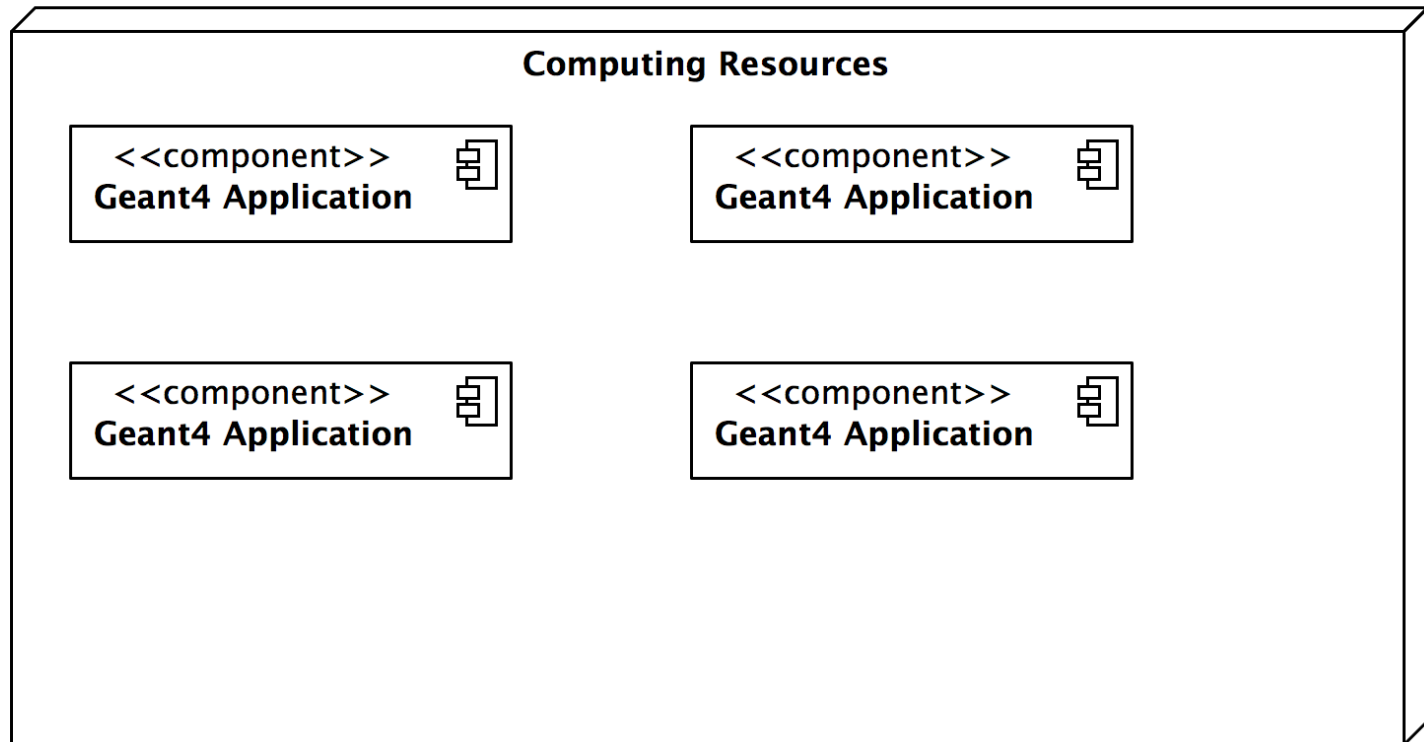 Computing Resources
<<component>>
Geant4 Application
<<component>>
Geant4 Application
<<component>>
Geant4 Application
<<component>>
Geant4 Application